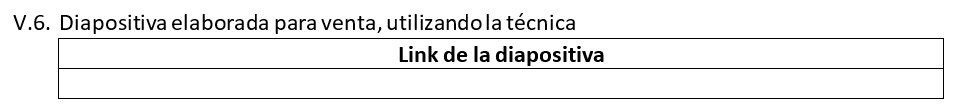 V.6. Diapositiva elaborada para venta, utilizando la técnica
Link de la diapositiva